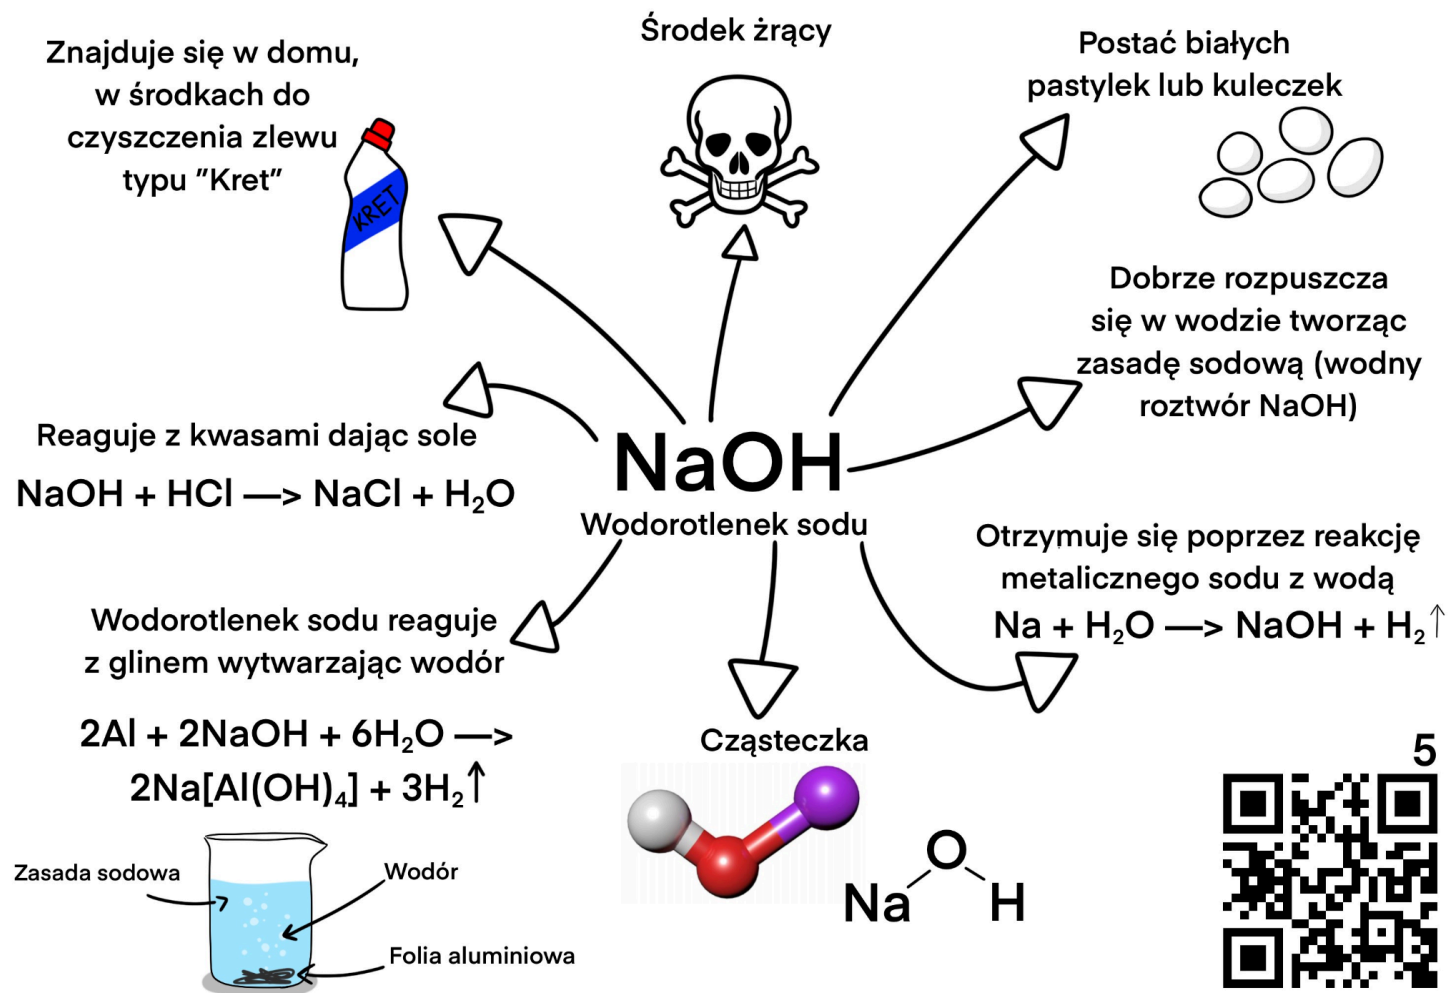 Znajduje się w domu,
w środkach do
czyszczenia zlewu
typu ”Kret”
KRET
Środek żrący
Postać białych
pastylek lub kuleczek
Dobrze rozpuszcza
się w wodzie tworząc
zasadę sodową (wodny
roztwór NaOH)
Reaguje z kwasami dając sole
NaOH + HCl —> NaCl + H₂O
NaOH
Wodorotlenek sodu
Otrzymuje się poprzez reakcję
metalicznego sodu z wodą
Na + H₂O —> NaOH + H₂↑
Wodorotlenek sodu reaguje
z glinem wytwarzając wodór
2Al + 2NaOH + 6H₂O —>
2Na[Al(OH)₄] + 3H₂↑
Zasada sodowa
Wodór
Folia aluminiowa
Cząsteczka
O
Na H
5